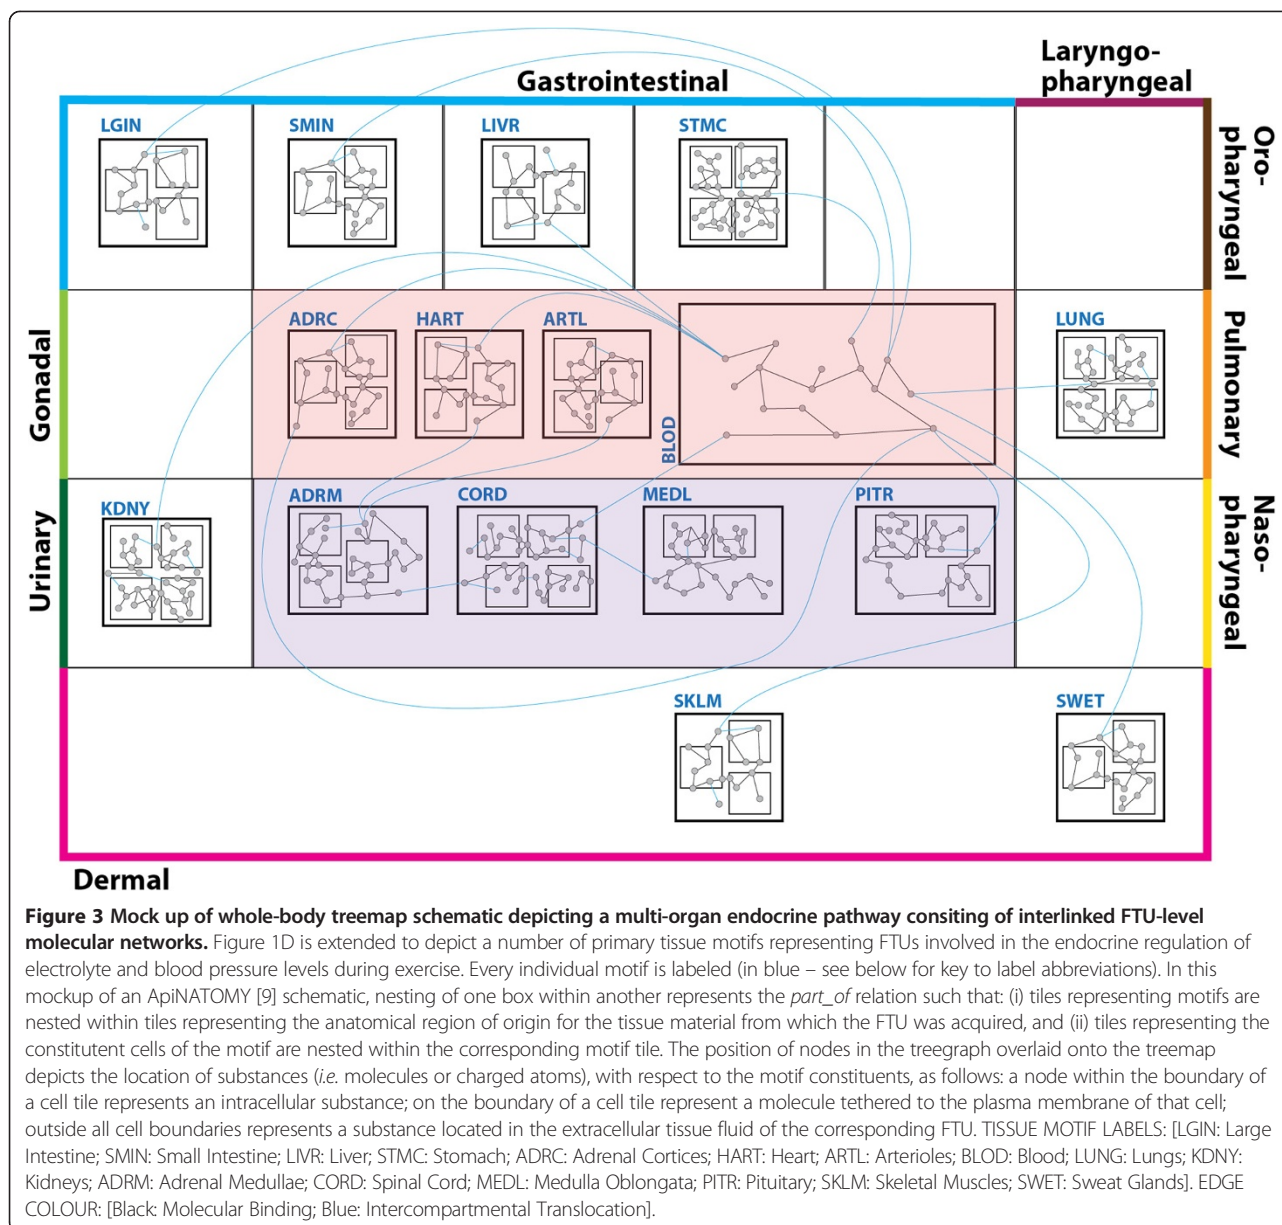 Laryngo-
pharyngeal
Gastrointestinal
LGIN
SMIN
LIVR
STMC
Oro-
pharyngeal
Gonadal
ADRC
HART
ARTL
BLOD
LUNG
Pulmonary
Urinary
KDNY
ADRM
CORD
MEDL
PITR
Naso-
pharyngeal
SKLM
SWET
Dermal
Figure 3 Mock up of whole-body treemap schematic depicting a multi-organ endocrine pathway consiting of interlinked FTU-level
molecular networks. Figure 1D is extended to depict a number of primary tissue motifs representing FTUs involved in the endocrine regulation of
electrolyte and blood pressure levels during exercise. Every individual motif is labeled (in blue – see below for key to label abbreviations). In this
mockup of an ApiNATOMY [9] schematic, nesting of one box within another represents the part_of relation such that: (i) tiles representing motifs are
nested within tiles representing the anatomical region of origin for the tissue material from which the FTU was acquired, and (ii) tiles representing the
constitutent cells of the motif are nested within the corresponding motif tile. The position of nodes in the treegraph overlaid onto the treemap
depicts the location of substances (i.e. molecules or charged atoms), with respect to the motif constituents, as follows: a node within the boundary of
a cell tile represents an intracellular substance; on the boundary of a cell tile represent a molecule tethered to the plasma membrane of that cell;
outside all cell boundaries represents a substance located in the extracellular tissue fluid of the corresponding FTU. TISSUE MOTIF LABELS: [LGIN: Large
Intestine; SMIN: Small Intestine; LIVR: Liver; STMC: Stomach; ADRC: Adrenal Cortices; HART: Heart; ARTL: Arterioles; BLOD: Blood; LUNG: Lungs; KDNY:
Kidneys; ADRM: Adrenal Medullae; CORD: Spinal Cord; MEDL: Medulla Oblongata; PITR: Pituitary; SKLM: Skeletal Muscles; SWET: Sweat Glands]. EDGE
COLOUR: [Black: Molecular Binding; Blue: Intercompartmental Translocation].